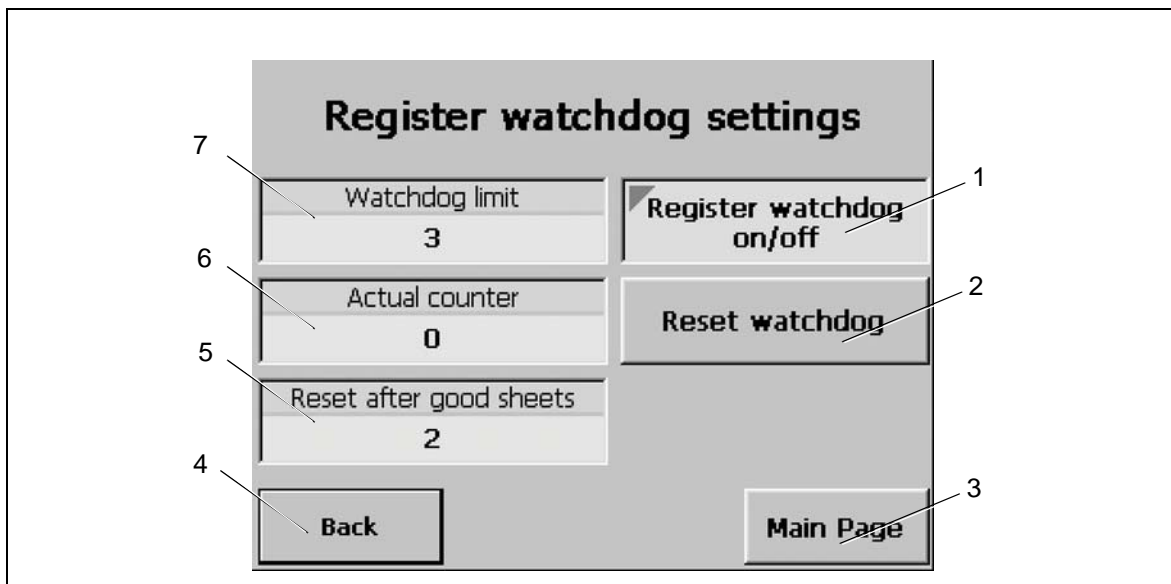 Register watchdog settings
7
Watchdog limit
3
1
Register watchdog
on/off
6
Actual counter
0
2
Reset watchdog
5
Reset after good sheets
2
4
Back
3
Main Page